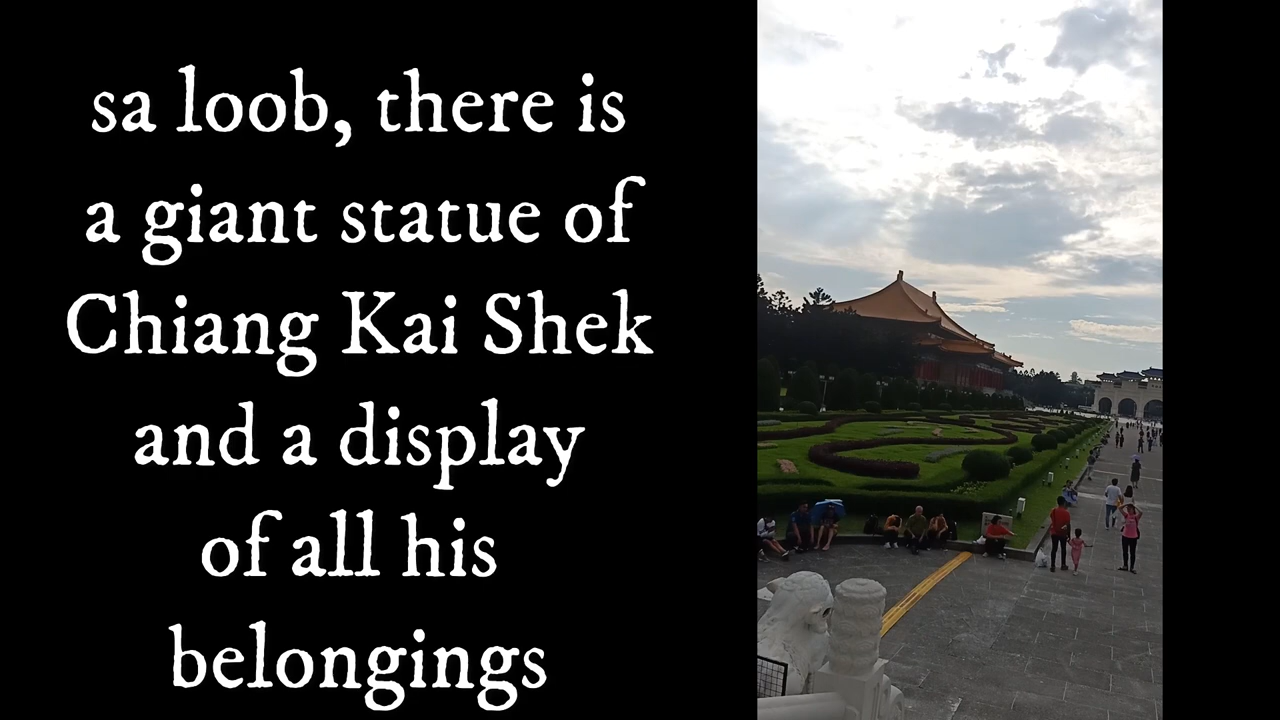 sa loob, there is
a giant statue of
Chiang Kai Shek
and a display
of all his
belongings